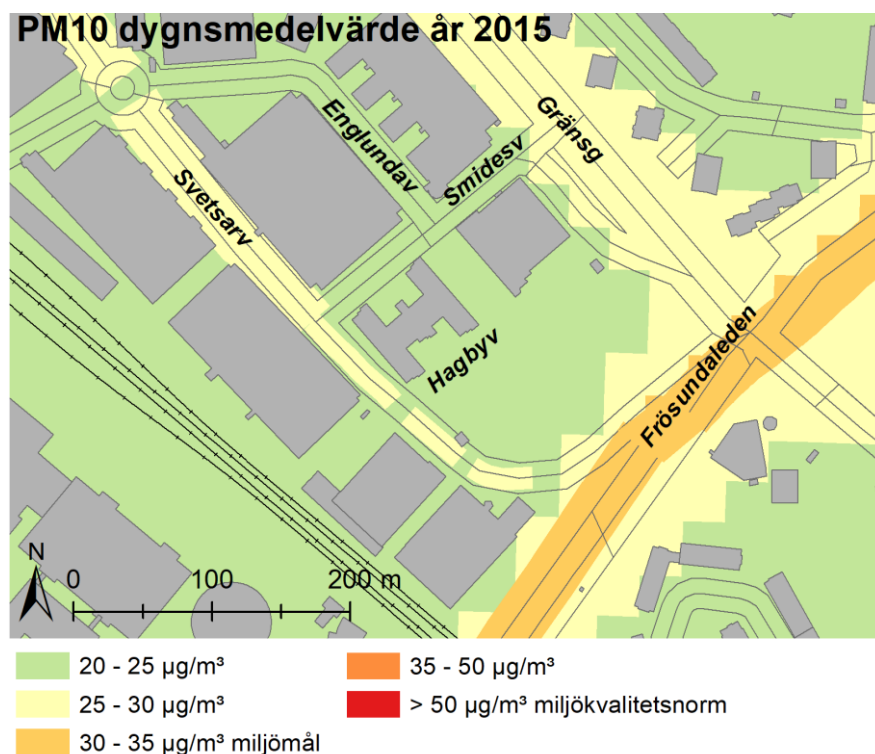 PM10 dygnsmedelvärde år 2015
Englundav
Gränsg
Smidesv
Svetsarv
Hagbyv
Frösundaleden
N
0 100 200 m
20 - 25 µg/m³
25 - 30 µg/m³
30 - 35 µg/m³ miljömål
35 - 50 µg/m³
> 50 µg/m³ miljökvalitetsnorm